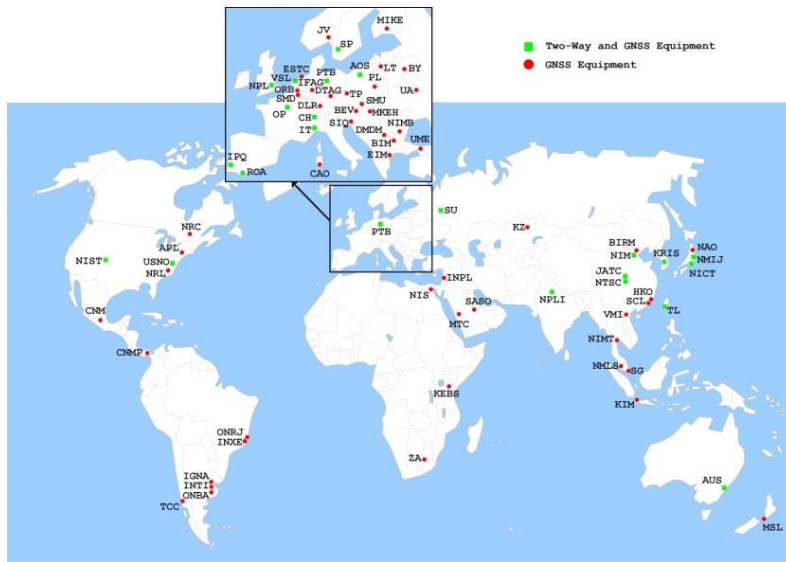 MIKE
JV
SP
Two-Way and GNSS Equipment
GNSS Equipment
ESTC
PTB
AOS
LT
BY
VSL
IFAG
PL
NPL
ORB
DTAG
TP
UA
SMD
SMU
OP
DLR
BEV
MKEH
CH
SIQ
NIMB
IT
DMDM
UME
BIM
IPQ
EIM
ROA
CAO
SU
PTB
KZ
NRC
BIRM
NAO
APL
NIM
KRIS
NMIJ
NIST
USNO
NICT
NRL
INPL
JATC
NTSC
NIS
SASO
NPLI
HKO
SCL
TL
CNM
MTC
VMI
NIMT
CNMP
NMLS
SG
KEBS
KIM
ONRJ
INXE
ZA
IGNA
INTI
AUS
ONBA
TCC
MSL